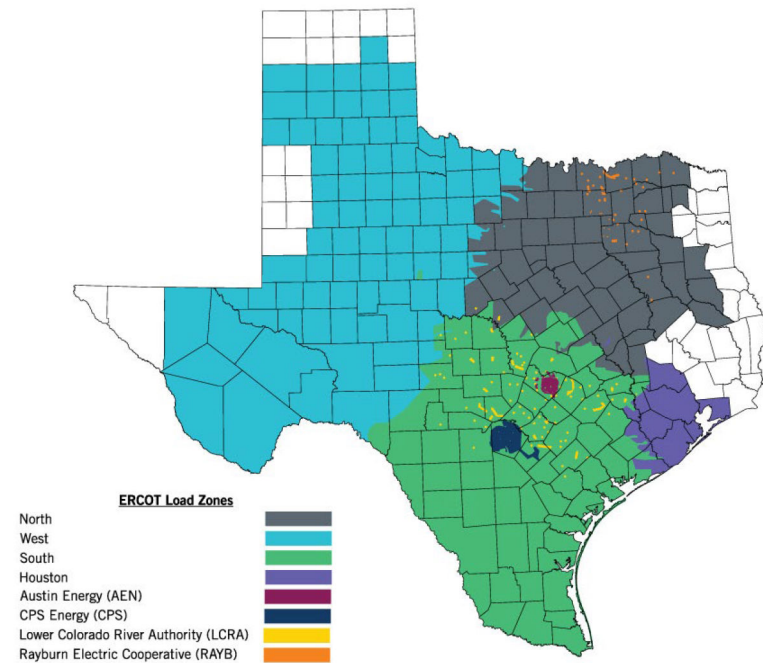 ERCOT Load Zones
North
West
South
Houston
Austin Energy (AEN)
CPS Energy (CPS)
Lower Colorado River Authority (LCRA)
Rayburn Electric Cooperative (RAYB)